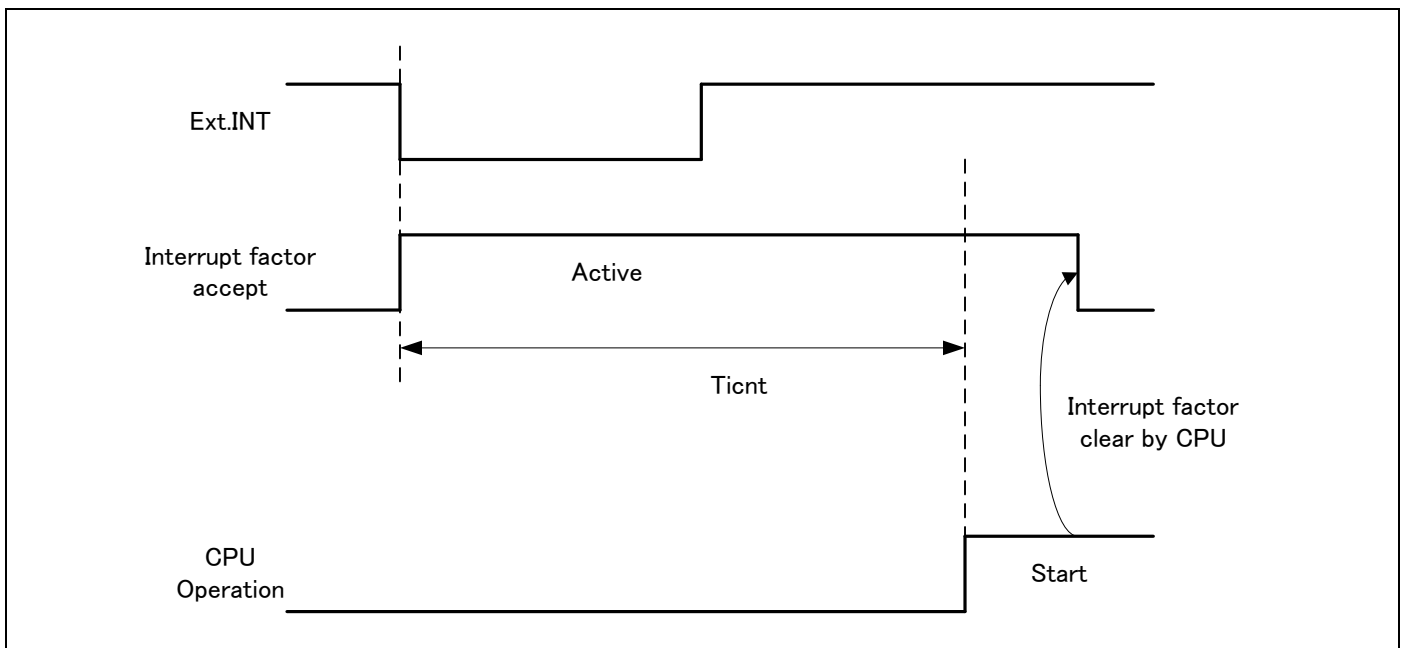 Ext.INT
Interrupt factor
accept
Active
Ticnt
Interrupt factor
clear by CPU
CPU
Operation
Start